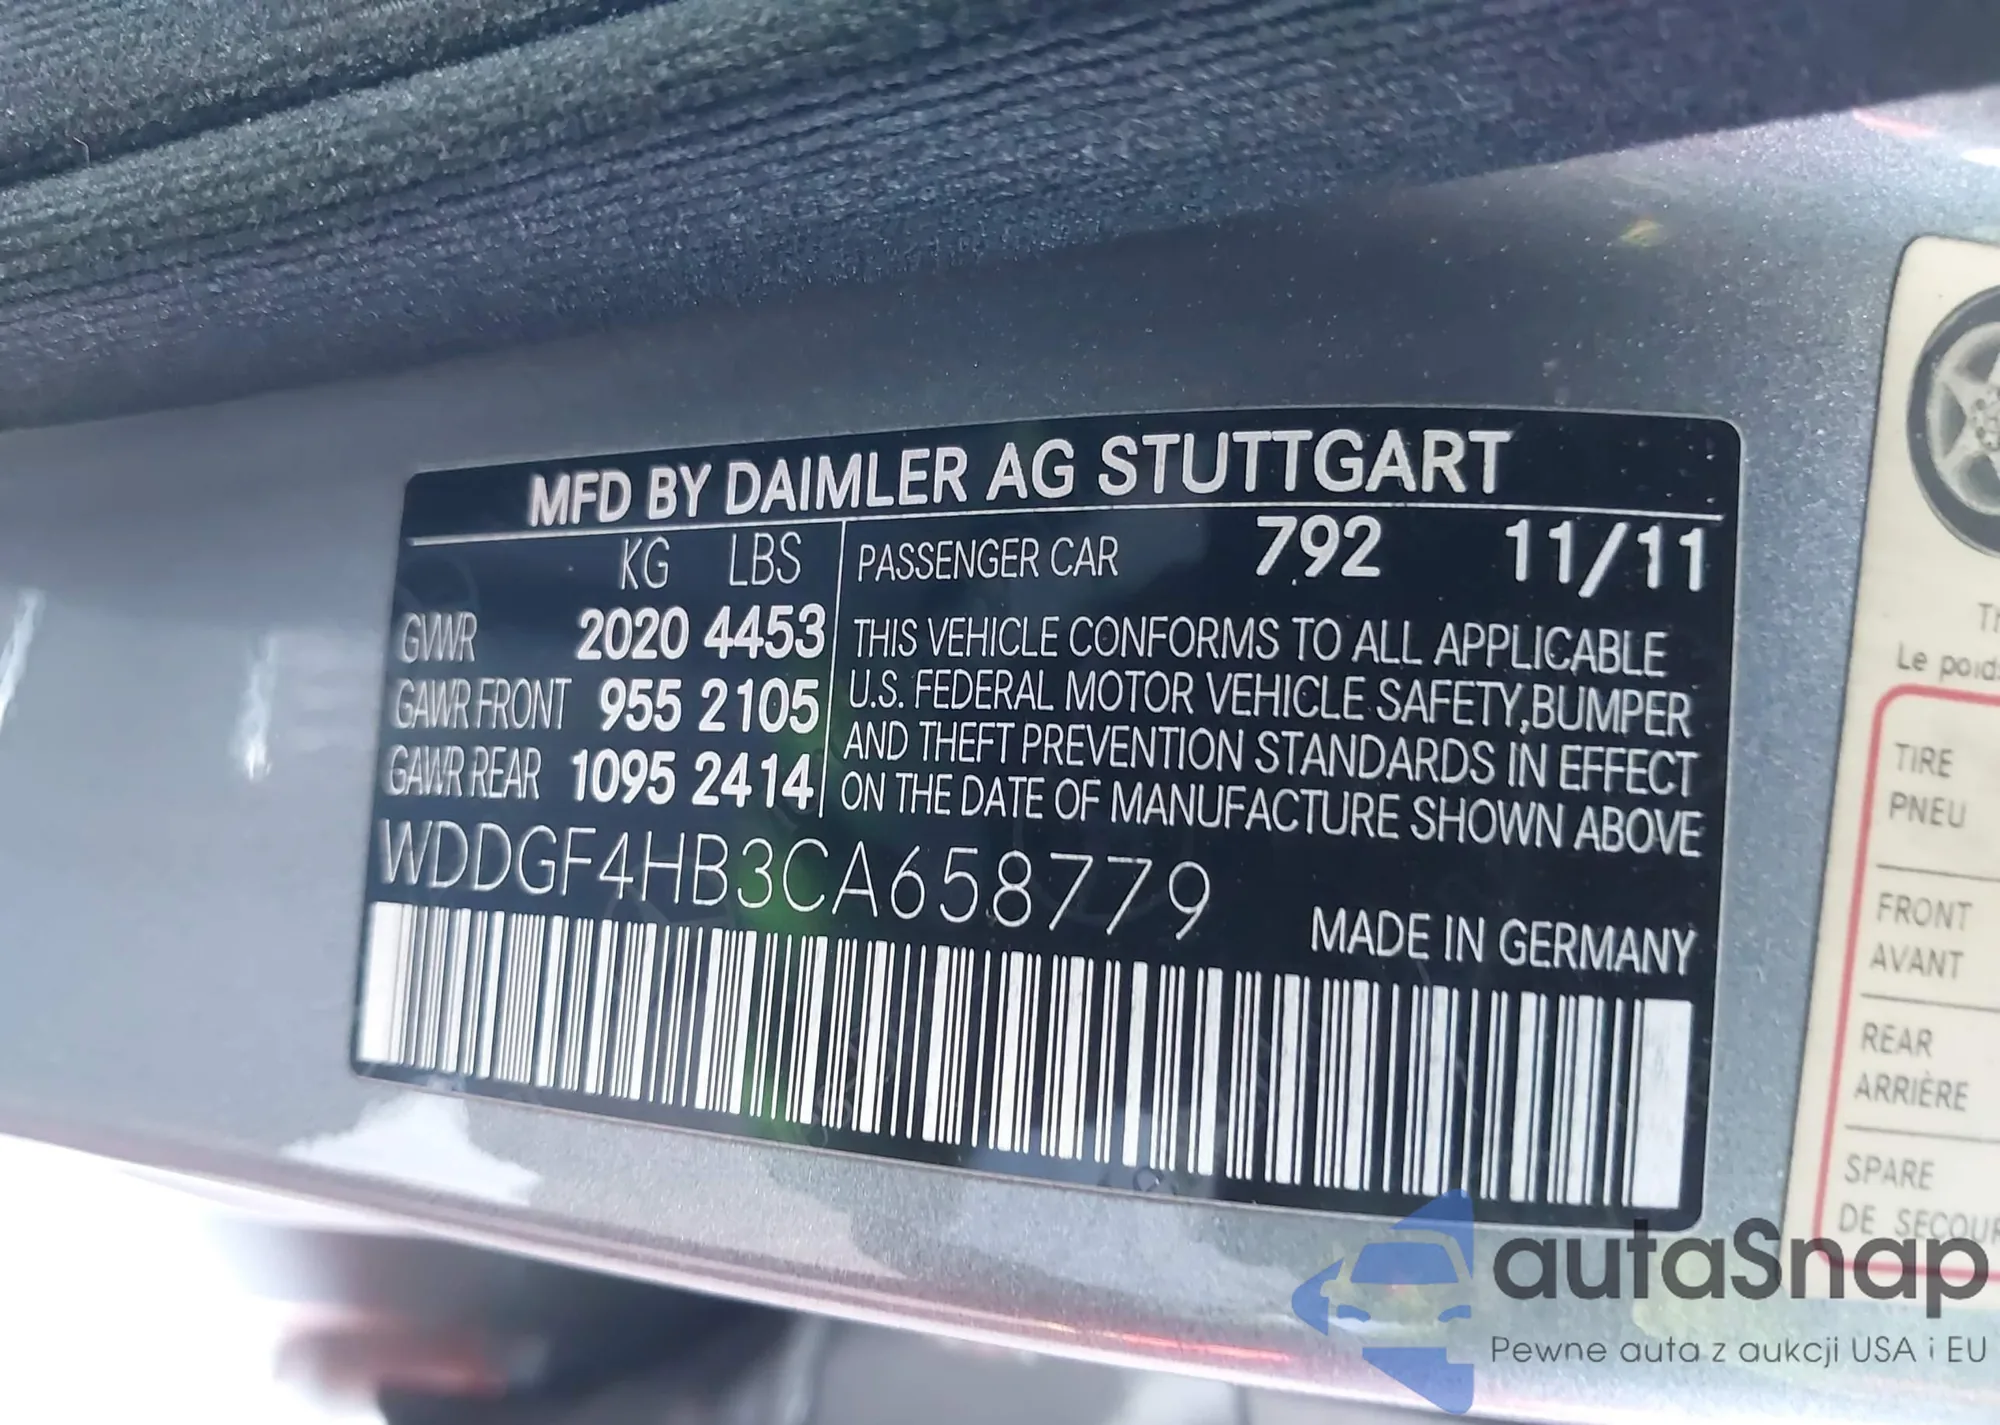 MFD BY DAIMLER AG STUTTGART
KG LBS
GVWR 2020 4453
GAWR FRONT 955 2105
GAWR REAR 1095 2414
PASSENGER CAR 792 11/11
THIS VEHICLE CONFORMS TO ALL APPLICABLE
U.S. FEDERAL MOTOR VEHICLE SAFETY,BUMPER
AND THEFT PREVENTION STANDARDS IN EFFECT
ON THE DATE OF MANUFACTURE SHOWN ABOVE
WDDGF4HB3CA658779
MADE IN GERMANY
Le
TIRE
PNEU
FRONT
AVANT
REAR
ARRIÈRE
SPARE
DE
autaSnap
Pewne auta z aukcji USA i EU